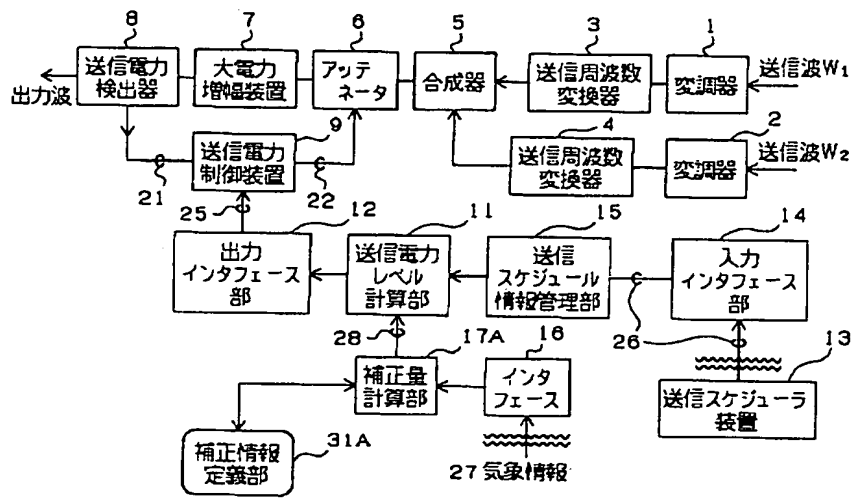 8
7
6
5
3
1
送信電力
検出器
大電力
増幅装置
アッテ
ネータ
合成器
送信周波数
変換器
変調器
送信波W1
出力波
9
4
2
送信電力
制御装置
送信周波数
変換器
変調器
送信波W2
21
22
25
12
11
15
14
出力
インタフェース
部
送信電力
レベル
計算部
送信
スケジュール
情報管理部
入力
インタフェース
部
28
17A
16
26
13
補正量
計算部
インタ
フェース
送信スケジューラ
装置
補正情報
定義部
31A
27 気象情報